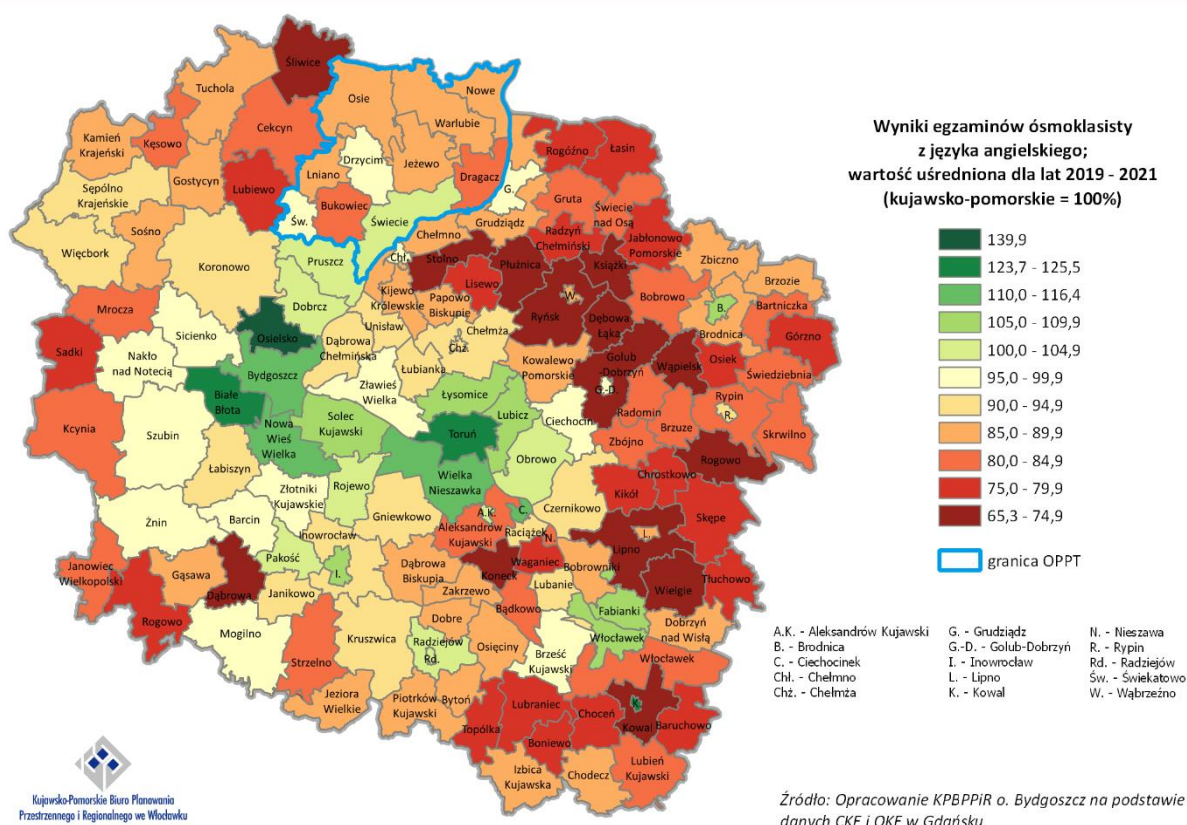 Śliwice
Tuchola
Osie
Nowe
Warlubie
Cekcyn
Kęsowo
Kamień
Krajeński
Drzycim
Jeżewo
Rogóźno
Łasin
Gostycyn
Lubiewo
Lniano
Dragacz
G.
Sępólno
Krajeńskie
Bukowiec
Gruta
Św.
Świecie
Świecie
nad Osą
Sośno
Chełmno
Grudziądz
Radzyń
Chełmiński
Jabłonowo
Pomorskie
Więcbork
Koronowo
Pruszcz
Chł.
Stolno
Płużnica
Książki
Zbiczno
Brzozie
Lisewo
Kijewo
Królewskie
Papowo
Biskupie
W.
Bobrowo
Bartniczka
Mrocza
Dobrcz
B.
Sicienko
Osielsko
Unisław
Chełmża
Ryńsk
Dębowa
Łąka
Brodnica
Górzno
Sadki
Dąbrowa
Chełmińska
Chż.
Nakło
nad Notecią
Bydgoszcz
Łubianka
Kowalewo
Pomorskie
Golub
-Dobrzyń
Wąpielsk
Osiek
Świedziebnia
Białe
Błota
Zławieś
Wielka
Łysomice
G.-D.
Rypin
R.
Kcynia
Szubin
Nowa
Wieś
Wielka
Solec
Kujawski
Toruń
Lubicz
Ciechocin
Radomin
Brzuze
Skrwilno
Zbójno
Łabiszyn
Obrowo
Rogowo
Wielka
Nieszawka
Chrostkowo
Złotniki
Kujawskie
Rojewo
Kikół
Skępe
Żnin
Barcin
Gniewkowo
A.K.
C.
Czernikowo
Aleksandrów
Kujawski
Raciążek
N.
L.
Inowrocław
Lipno
Pakość
Janowiec
Wielkopolski
Gąsawa
Dąbrowa
I.
Dąbrowa
Biskupia
Koneck
Waganiec
Bobrowniki
Tłuchowo
Janikowo
Zakrzewo
Lubanie
Wielgie
Rogowo
Bądkowo
Fabianki
Dobre
Dobrzyń
nad Wisłą
Mogilno
Strzelno
Kruszwica
Radziejów
Rd.
Osięciny
Brześć
Kujawski
Włocławek
Włocławek
Jeziora
Wielkie
Piotrków
Kujawski
Bytoń
Lubraniec
Choceń
K.
Kowal
Baruchowo
Topólka
Boniewo
Izbica
Kujawska
Chodecz
Lubień
Kujawski
Wyniki egzaminów ósmoklasisty
z języka angielskiego;
wartość uśredniona dla lat 2019 - 2021
(kujawsko-pomorskie = 100%)
139,9
123,7 - 125,5
110,0 - 116,4
105,0 - 109,9
100,0 - 104,9
95,0 - 99,9
90,0 - 94,9
85,0 - 89,9
80,0 - 84,9
75,0 - 79,9
65,3 - 74,9
granica OPPT
A.K. - Aleksandrów Kujawski
B. - Brodnica
C. - Ciechocinek
Chł. - Chełmno
Chż. - Chełmża
G. - Grudziądz
G.-D. - Golub-Dobrzyń
I. - Inowrocław
L. - Lipno
K. - Kowal
N. - Nieszawa
R. - Rypin
Rd. - Radziejów
Św. - Świekatowo
W. - Wąbrzeźno
Kujawsko-Pomorskie Biuro Planowania
Przestrzennego i Regionalnego we Włocławku
Źródło: Opracowanie KPBPPiR o. Bydgoszcz na podstawie
danych CKE i OKE w Gdańsku